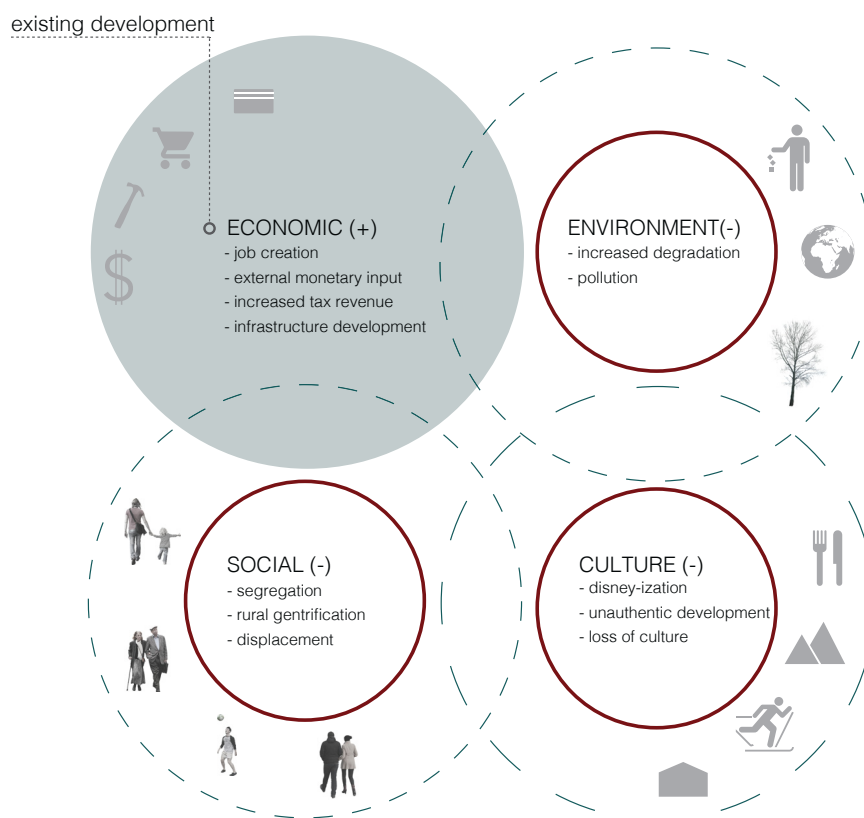 existing development
ECONOMIC (+)
- job creation
- external monetary input
- increased tax revenue
- infrastructure development
ENVIRONMENT(-)
- increased degradation
- pollution
SOCIAL (-)
- segregation
- rural gentrification
- displacement
CULTURE (-)
- disney-ization
- unauthentic development
- loss of culture